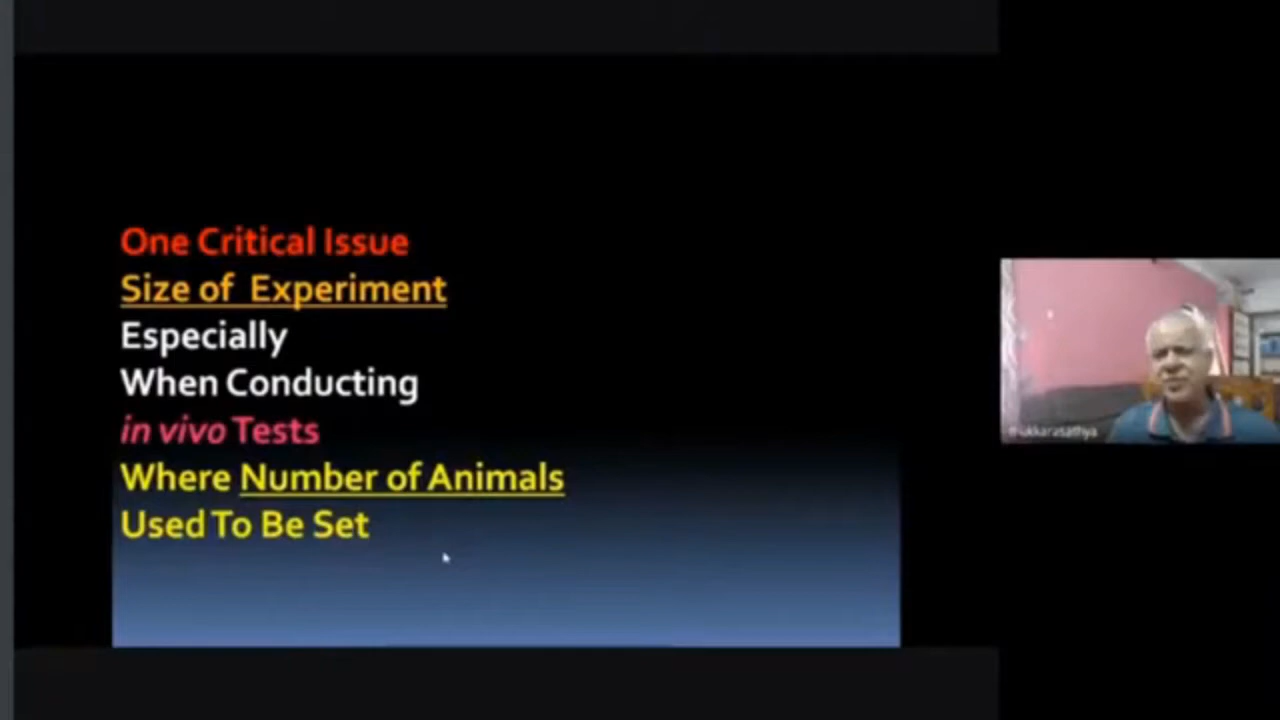 One Critical Issue
Size of Experiment
Especially
When Conducting
in vivo Tests
Where Number of Animals
Used To Be Set